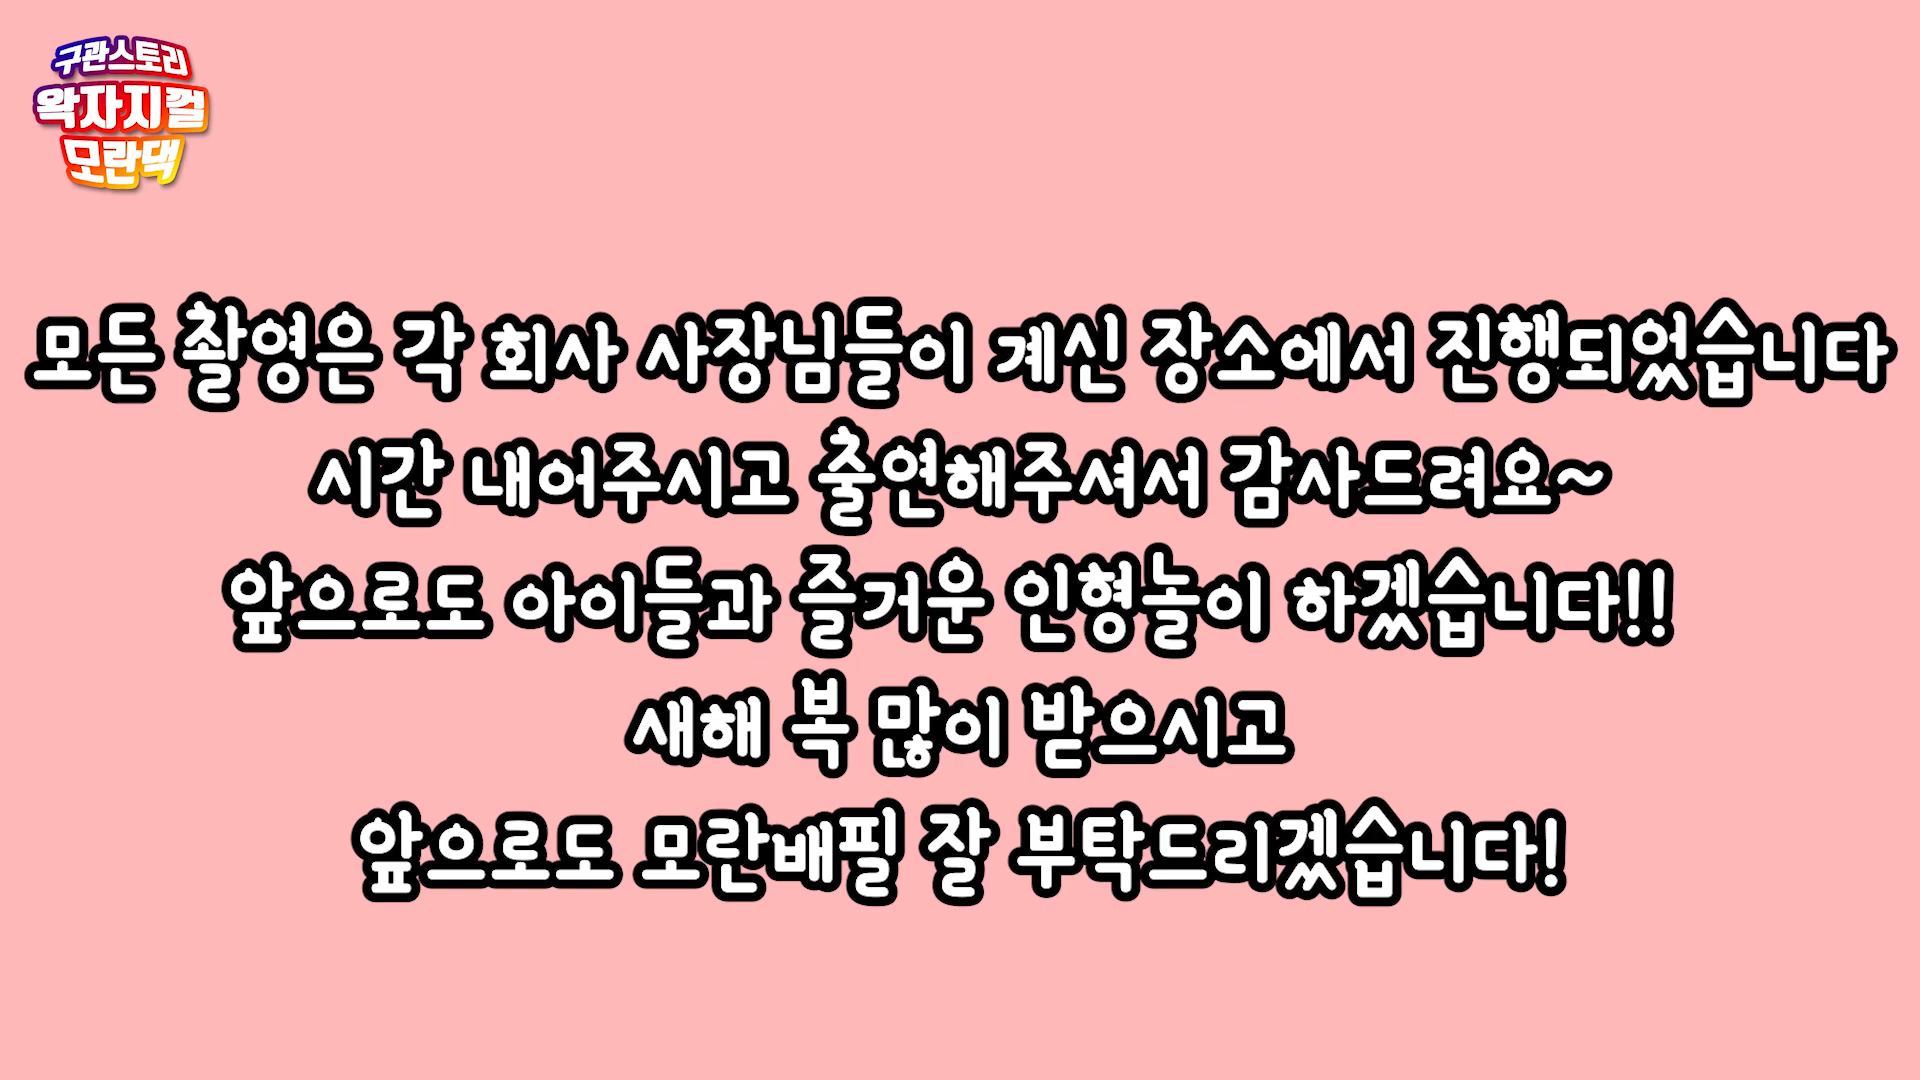 구관스토리
왁자지껄
모란댁
모든 촬영은 각 회사 사장님들이 계신 장소에서 진행되었습니다
시간 내어주시고 출연해주셔서 감사드려요~
앞으로도 아이들과 즐거운 인형놀이 하겠습니다!!
새해 복 많이 받으시고
앞으로도 모란배필 잘 부탁드리겠습니다!